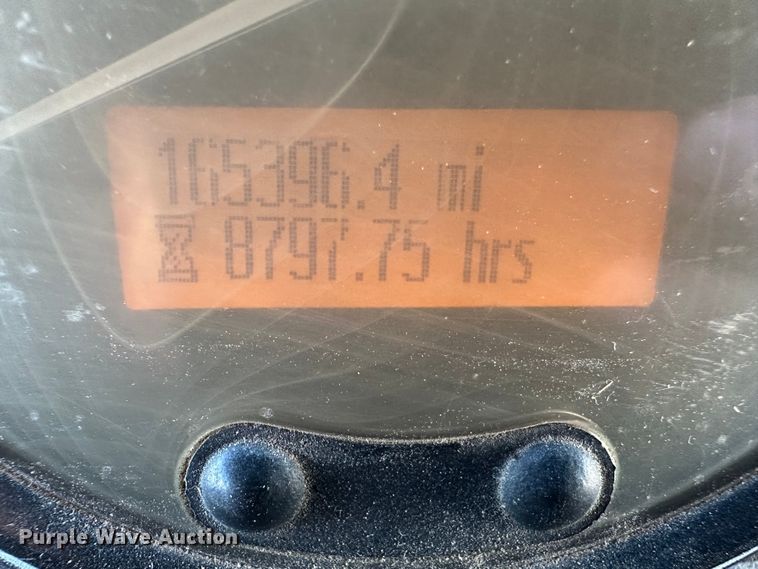 165396.4 mi
8797.75 hrs
Purple Wave Auction